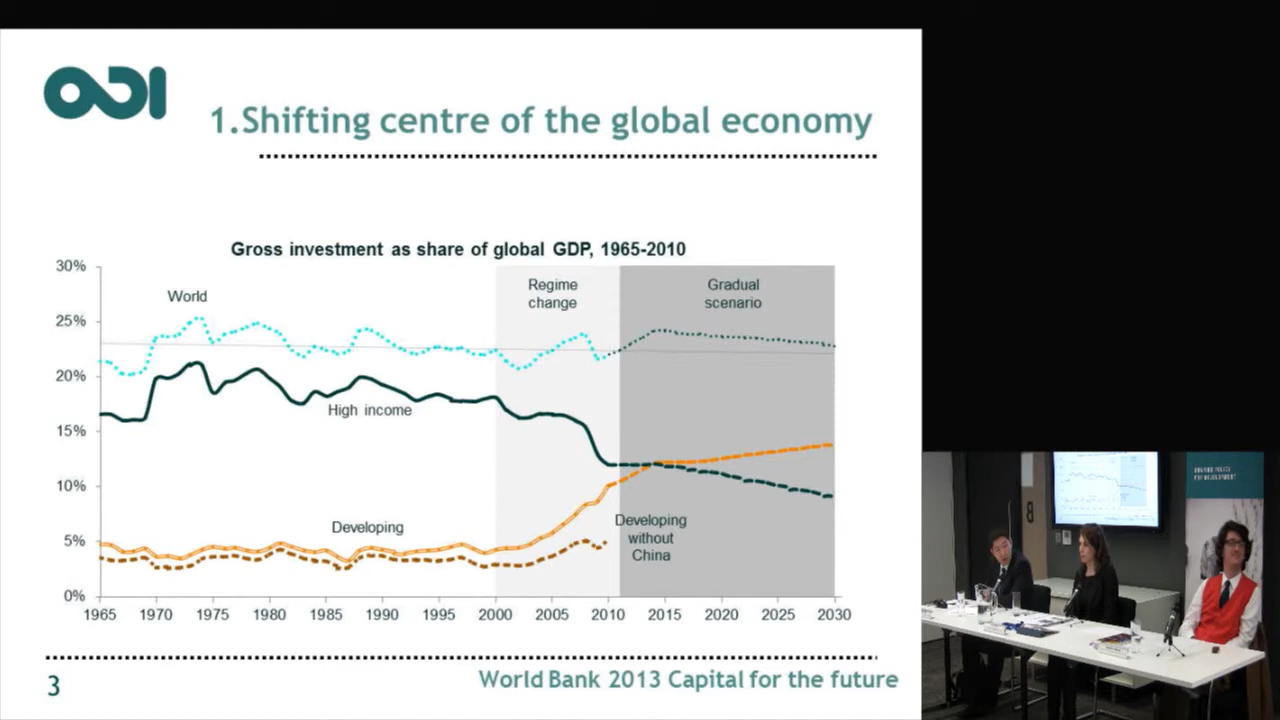 ODI
1.Shifting centre of the global economy
Gross investment as share of global GDP, 1965-2010
30%
25%
20%
15%
10%
5%
0%
World
High income
Developing
Regime
change
Gradual
scenario
Developing
without
China
1965 1970 1975 1980 1985 1990 1995 2000 2005 2010 2015 2020 2025 2030
3
World Bank 2013 Capital for the future